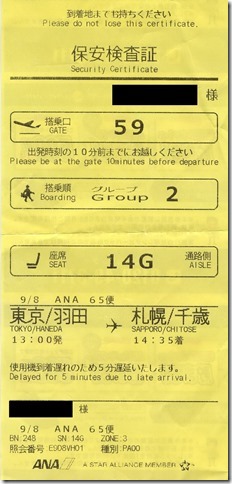 到着地までお持ちください
Please do not lose this certificate.
保安検査証
Security Certificate
様
搭乗口
GATE
59
出発時刻の10分前までにお越しください
Please be at the gate 10minutes before departure
搭乗順
Boarding
グループ
Group 2
座席
SEAT
14G
通路側
AISLE
9/8 ANA 65便
東京/羽田
TOKYO/HANEDA
札幌/千歳
SAPPORO/CHITOSE
13:00発
14:35着
使用機到着遅れのため5分遅延いたします。
Delayed for 5 minutes due to late arrival.
様
9/8 ANA 65便
BN:248 SN:14G ZONE:3
照会番号 E908VH01 種別:PA00
ANA
A STAR ALLIANCE MEMBER